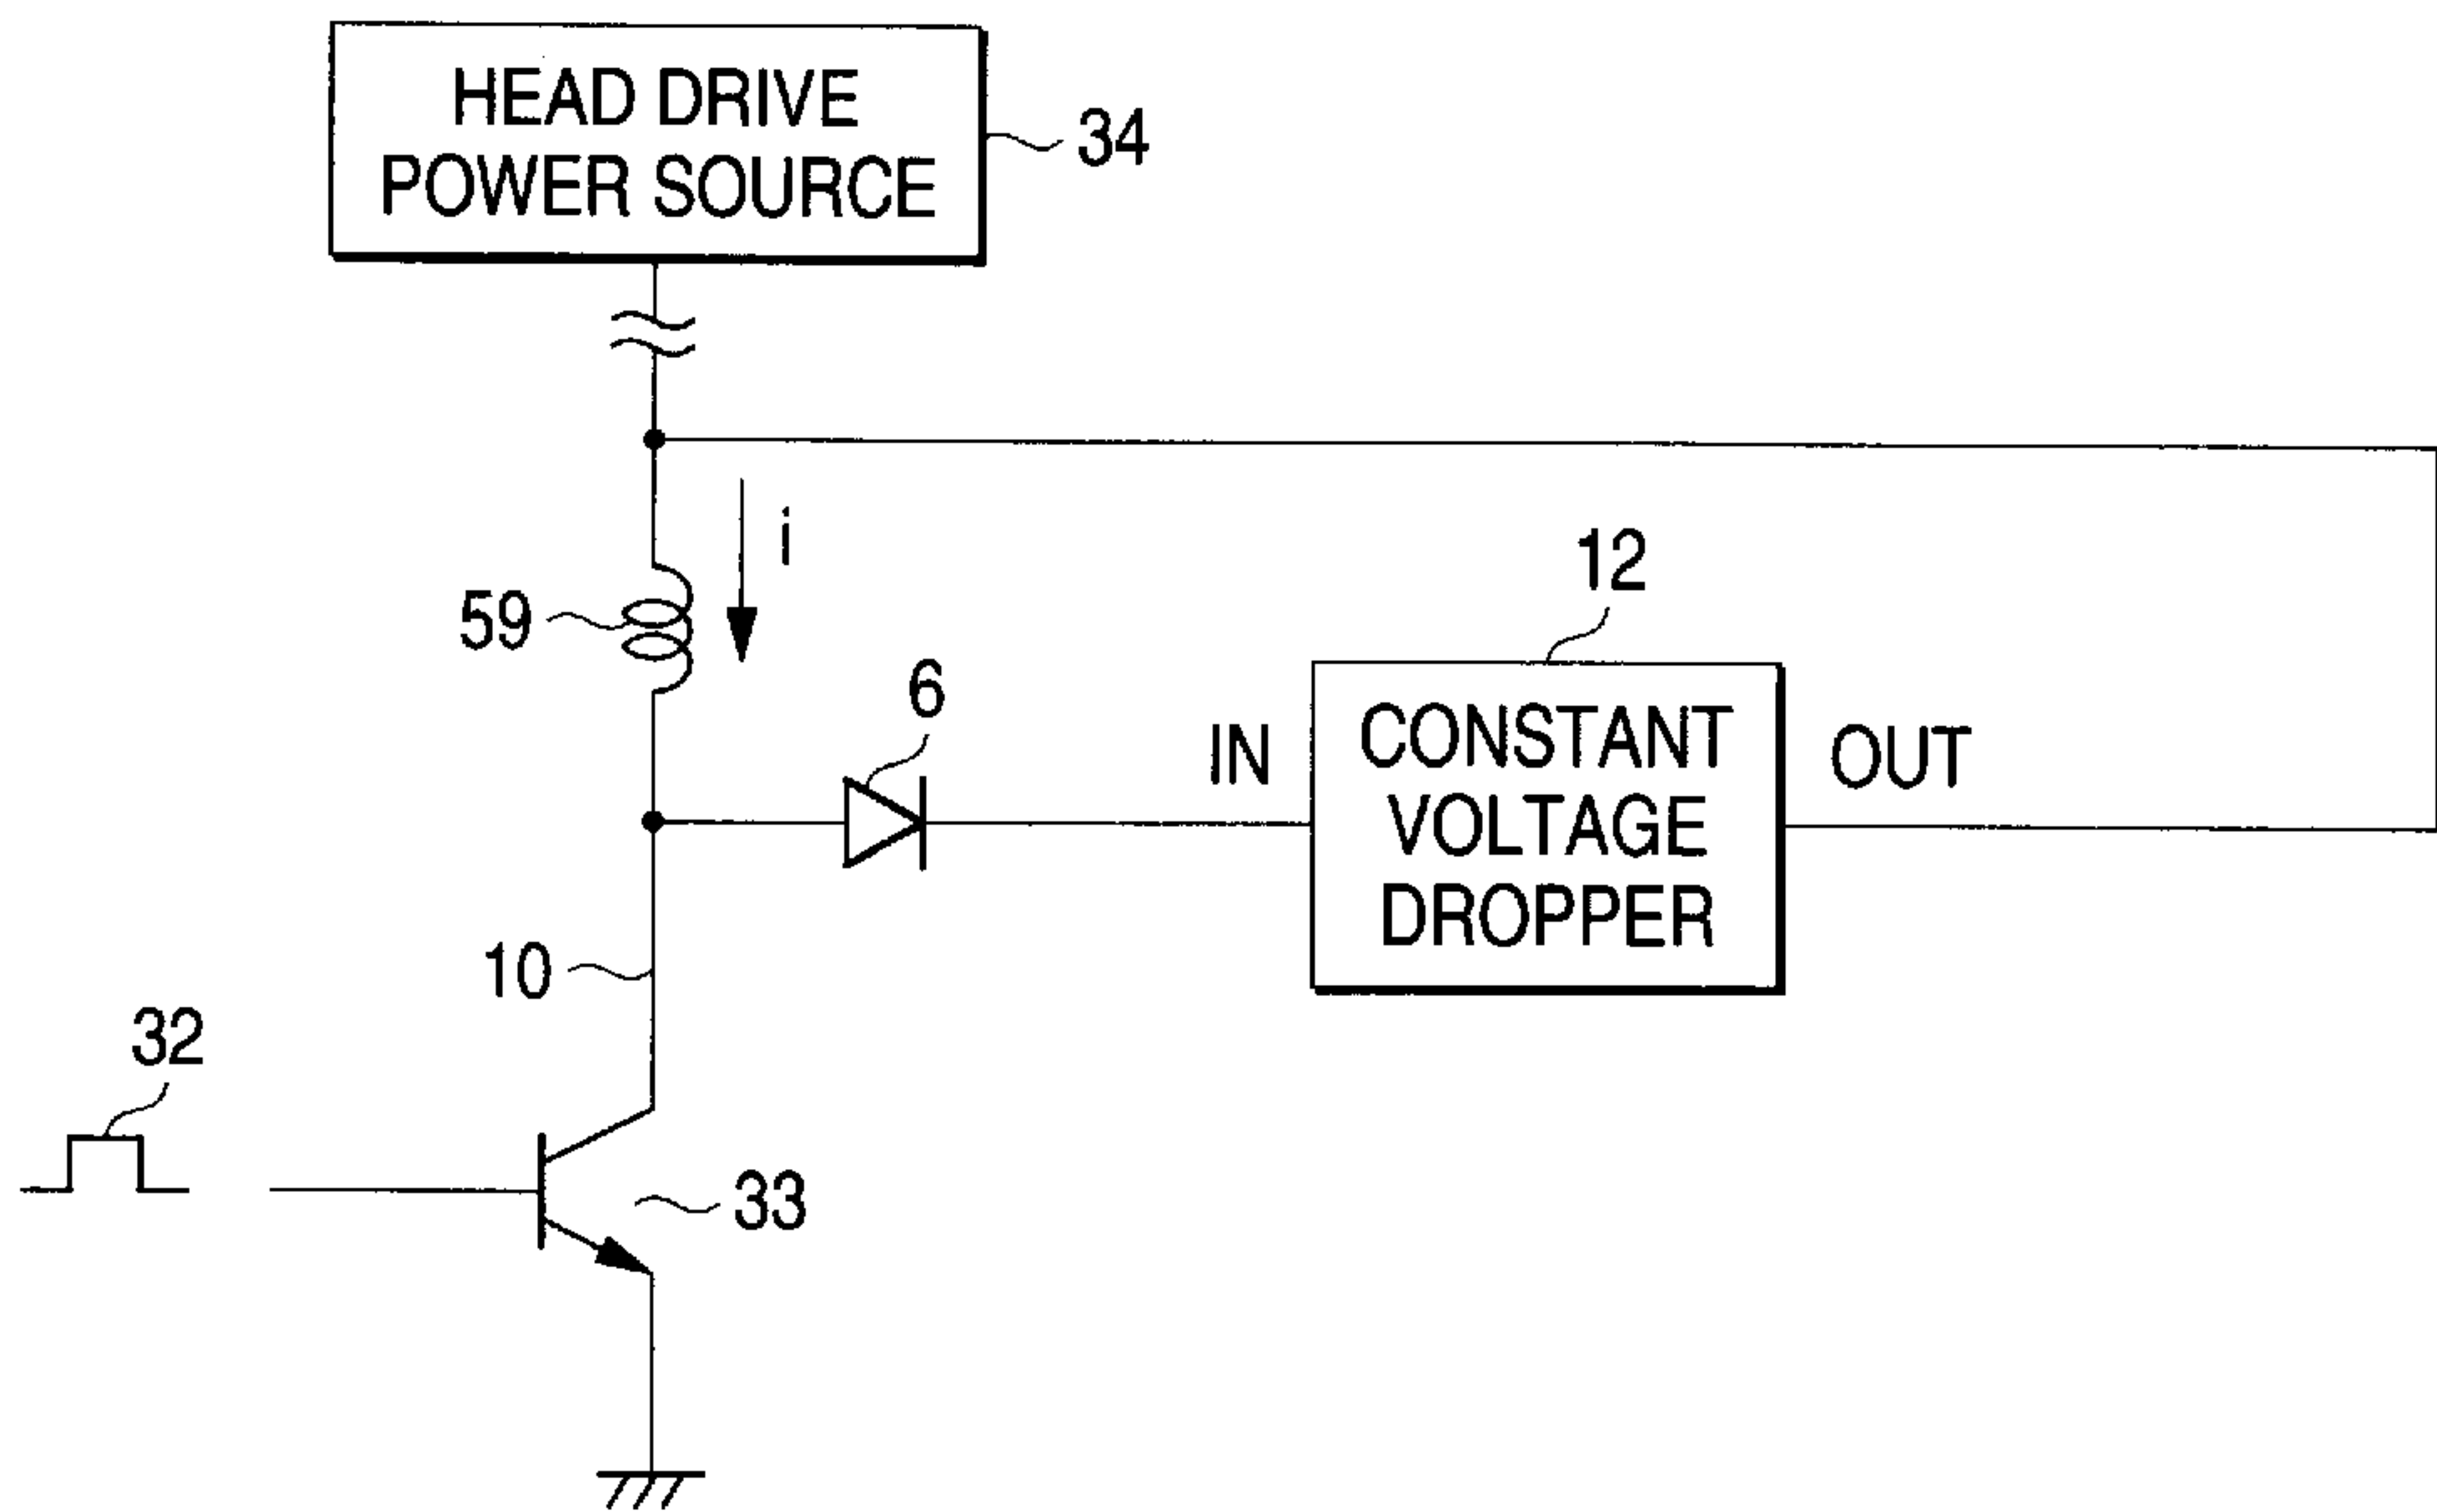 HEAD DRIVE
POWER SOURCE
34
i
12
59
6
IN
CONSTANT
VOLTAGE
DROPPER
OUT
10
32
33